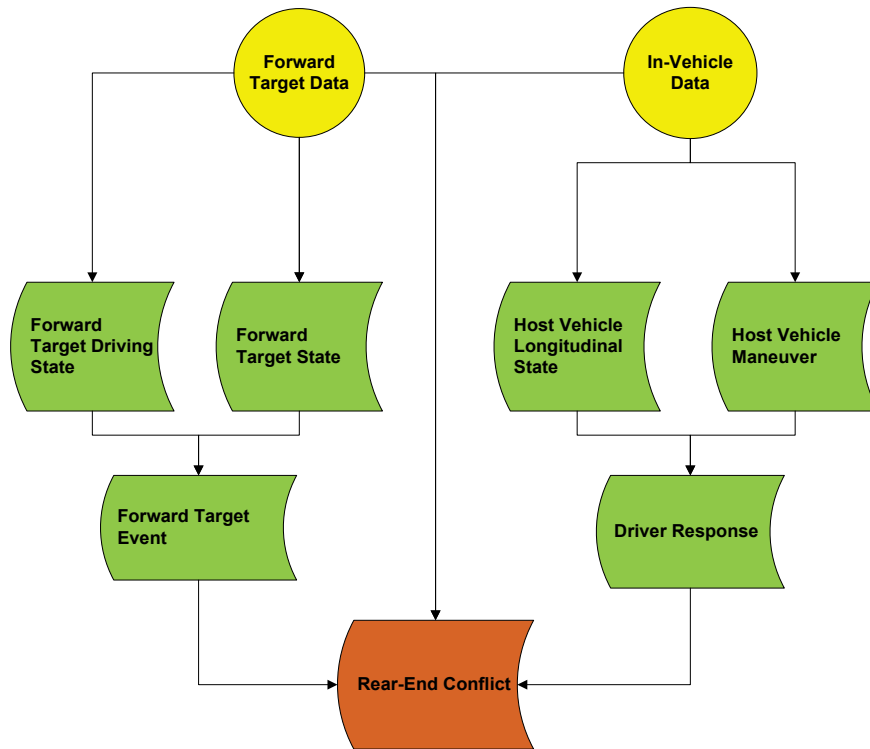 Forward
Target Data
In-Vehicle
Data
Forward
Target Driving
State
Forward
Target State
Host Vehicle
Longitudinal
State
Host Vehicle
Maneuver
Forward Target
Event
Driver Response
Rear-End Conflict